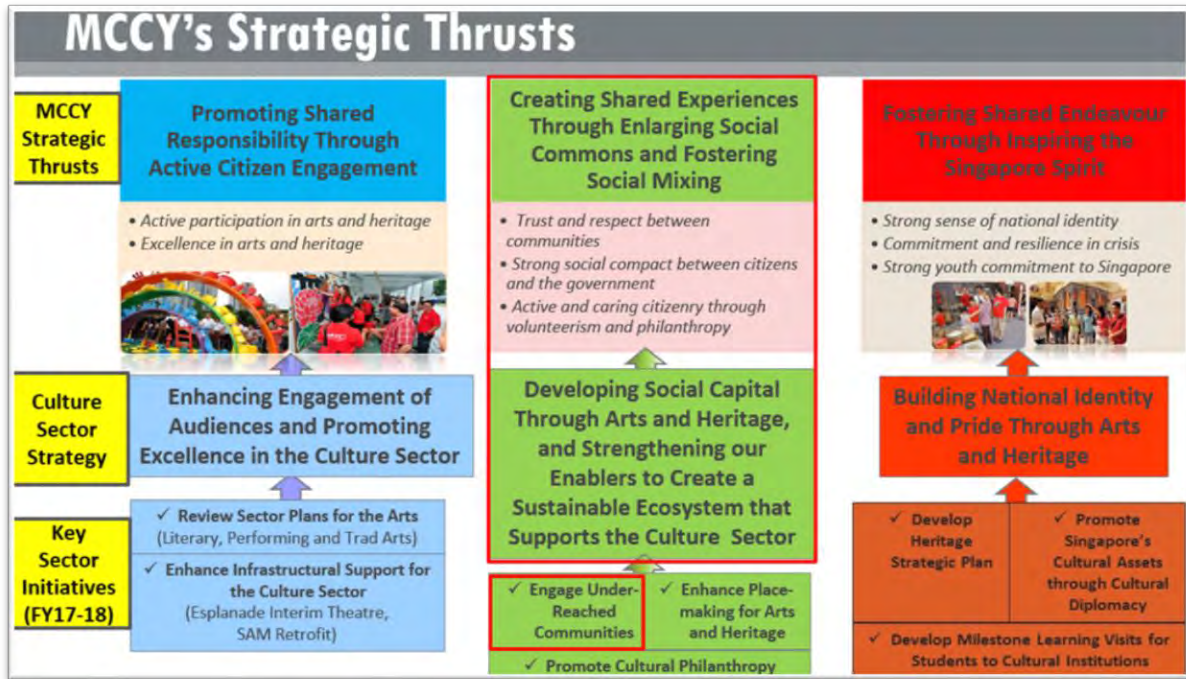 MCCY's Strategic Thrusts
MCCY
Strategic
Thrusts
Promoting Shared
Responsibility Through
Active Citizen Engagement
• Active participation in arts and heritage
• Excellence in arts and heritage
Creating Shared Experiences
Through Enlarging Social
Commons and Fostering
Social Mixing
• Trust and respect between
communities
• Strong social compact between citizens
and the government
• Active and caring citizenry through
volunteerism and philanthropy
Fostering Shared Endeavour
Through Inspiring the
Singapore Spirit
• Strong sense of national identity
• Commitment and resilience in crisis
• Strong youth commitment to Singapore
Culture
Sector
Strategy
Enhancing Engagement of
Audiences and Promoting
Excellence in the Culture Sector
Developing Social Capital
Through Arts and Heritage,
and Strengthening our
Enablers to Create a
Sustainable Ecosystem that
Supports the Culture Sector
Building National Identity
and Pride Through Arts
and Heritage
Key
Sector
Initiatives
(FY17-18)
✓ Review Sector Plans for the Arts
(Literary, Performing and Trad Arts)
✓ Enhance Infrastructural Support for
the Culture Sector
(Esplanade Interim Theatre,
SAM Retrofit)
✓ Engage Under-
Reached
Communities
✓ Enhance Place-
making for Arts
and Heritage
✓ Promote Cultural Philanthropy
✓ Develop
Heritage
Strategic Plan
✓ Promote
Singapore's
Cultural Assets
through Cultural
Diplomacy
✓ Develop Milestone Learning Visits for
Students to Cultural Institutions